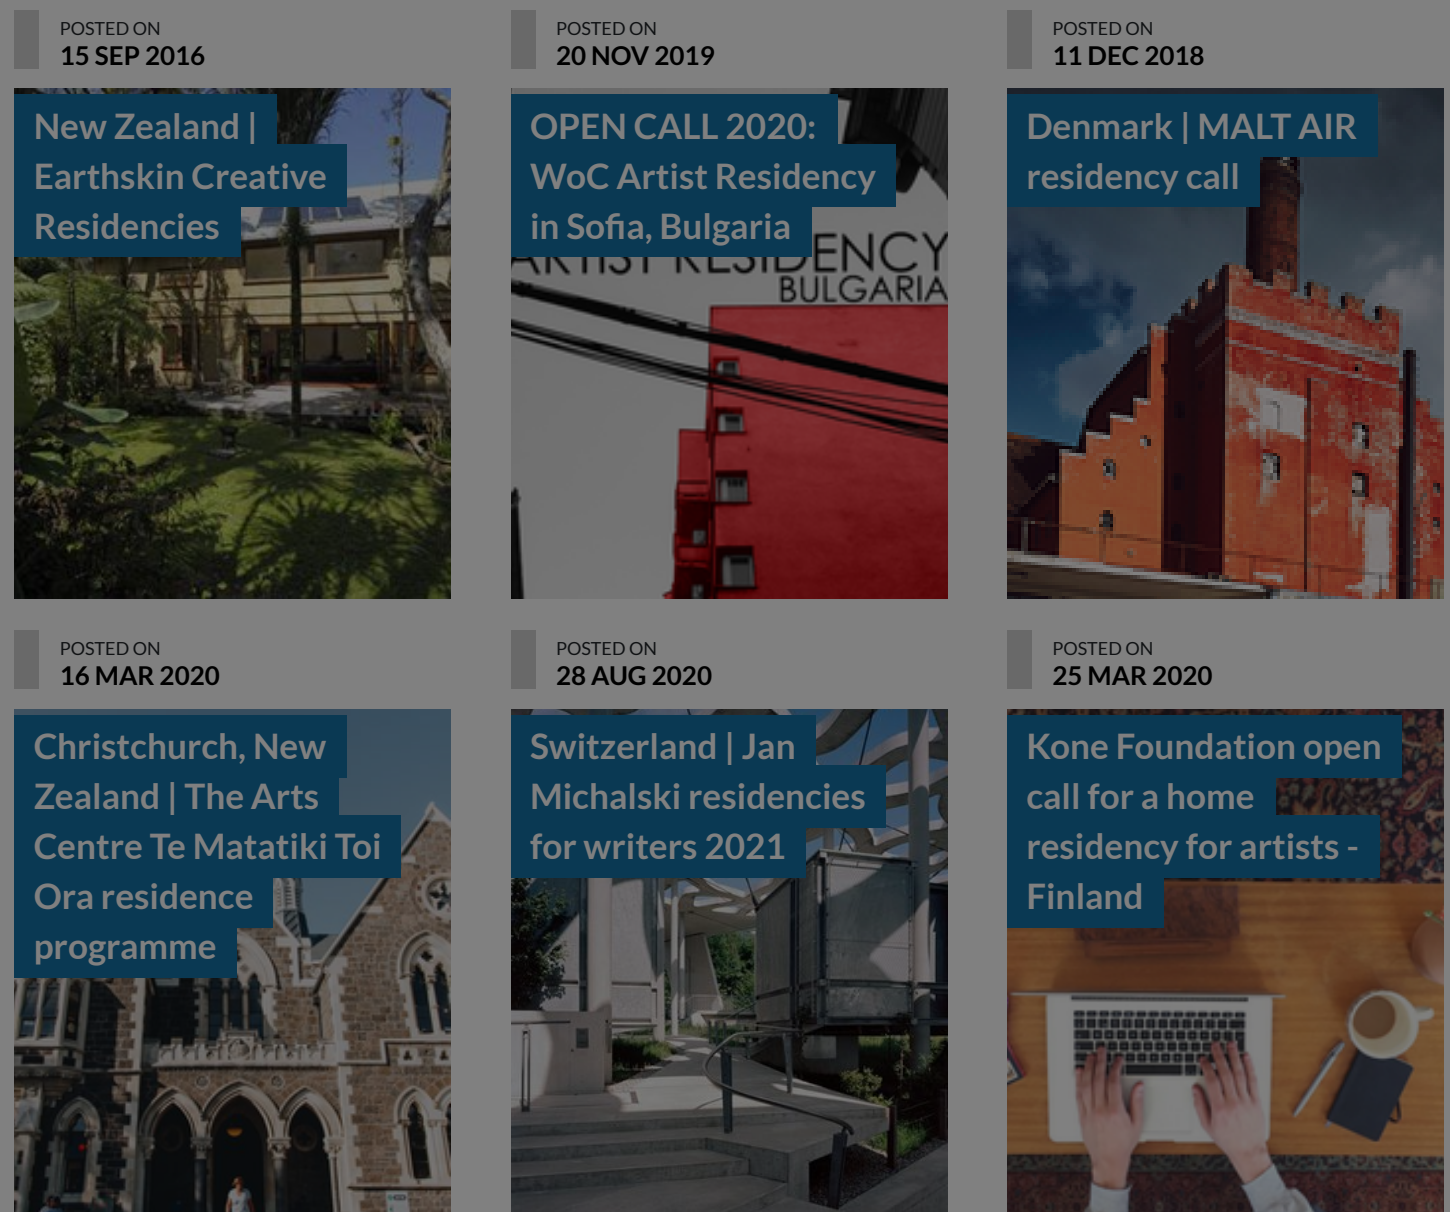 POSTED ON
15 SEP 2016
New Zealand |
Earthskin Creative
Residencies
POSTED ON
20 NOV 2019
OPEN CALL 2020:
WoC Artist Residency
in Sofia, Bulgaria
ARTIST RESIDENCY
BULGARIA
POSTED ON
11 DEC 2018
Denmark | MALT AIR
residency call
POSTED ON
16 MAR 2020
Christchurch, New
Zealand | The Arts
Centre Te Matatiki Toi
Ora residence
programme
POSTED ON
28 AUG 2020
Switzerland | Jan
Michalski residencies
for writers 2021
POSTED ON
25 MAR 2020
Kone Foundation open
call for a home
residency for artists -
Finland